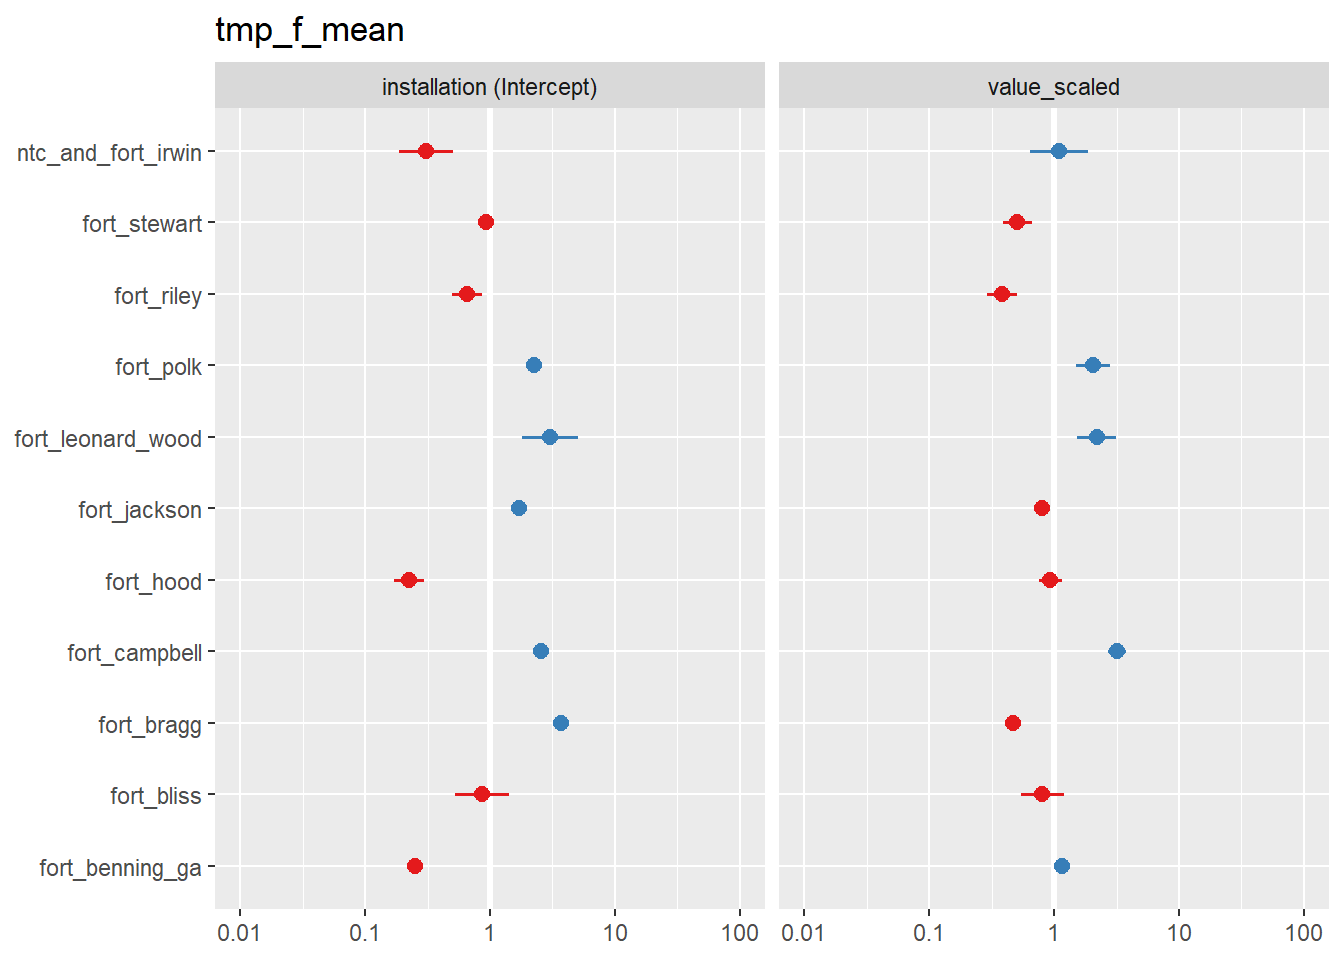 tmp_f_mean
installation (Intercept)
value_scaled
ntc_and_fort_irwin
fort_stewart
fort_riley
fort_polk
fort_leonard_wood
fort_jackson
fort_hood
fort_campbell
fort_bragg
fort_bliss
fort_benning_ga
0.01 0.1 1 10 100
0.01 0.1 1 10 100